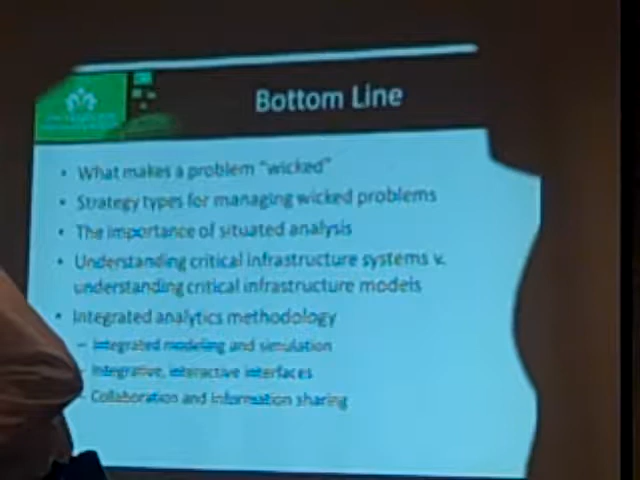 Bottom Line
• What makes a problem "wicked"
• Strategy types for managing wicked problems
• The importance of situated analysis
• Understanding critical infrastructure systems v.
understanding critical infrastructure models
• Integrated analytics methodology
– Integrated modeling and simulation
– Integrative, interactive interfaces
– Collaboration and information sharing